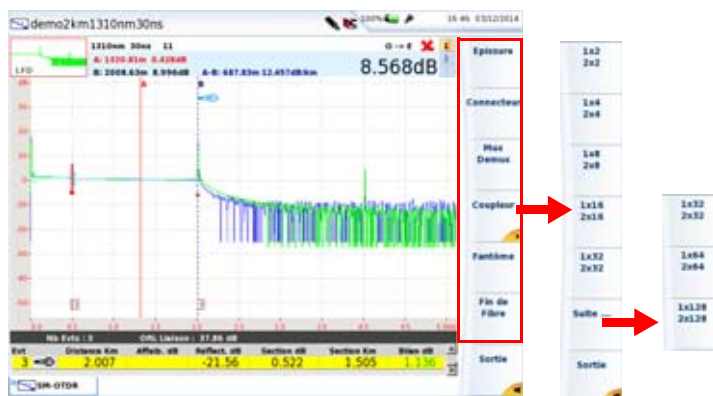 demo2km1310nm30ns
100%
16:46 03/12/2014
1310nm 30ns 11
O -> E
A: 1320.81m 0.428dB
B: 2008.63m 8.996dB A-B: 687.83m 12.457dB/km
8.568dB
LFO
A
B
Nb Evts : 3 ORL Liaison : 37.86 dB
Evt Distance Km Affaib. dB Reflect. dB Section dB Section Km Bilan dB
3 2.007 -21.56 0.522 1.505 1.136
SM-OTDR
Epissure
Connecteur
Mux
Demux
Coupleur
Fantôme
Fin de
Fibre
Sortie
1x2
2x2
1x4
2x4
1x8
2x8
1x16
2x16
1x32
2x32
Suite ...
Sortie
1x32
2x32
1x64
2x64
1x128
2x128